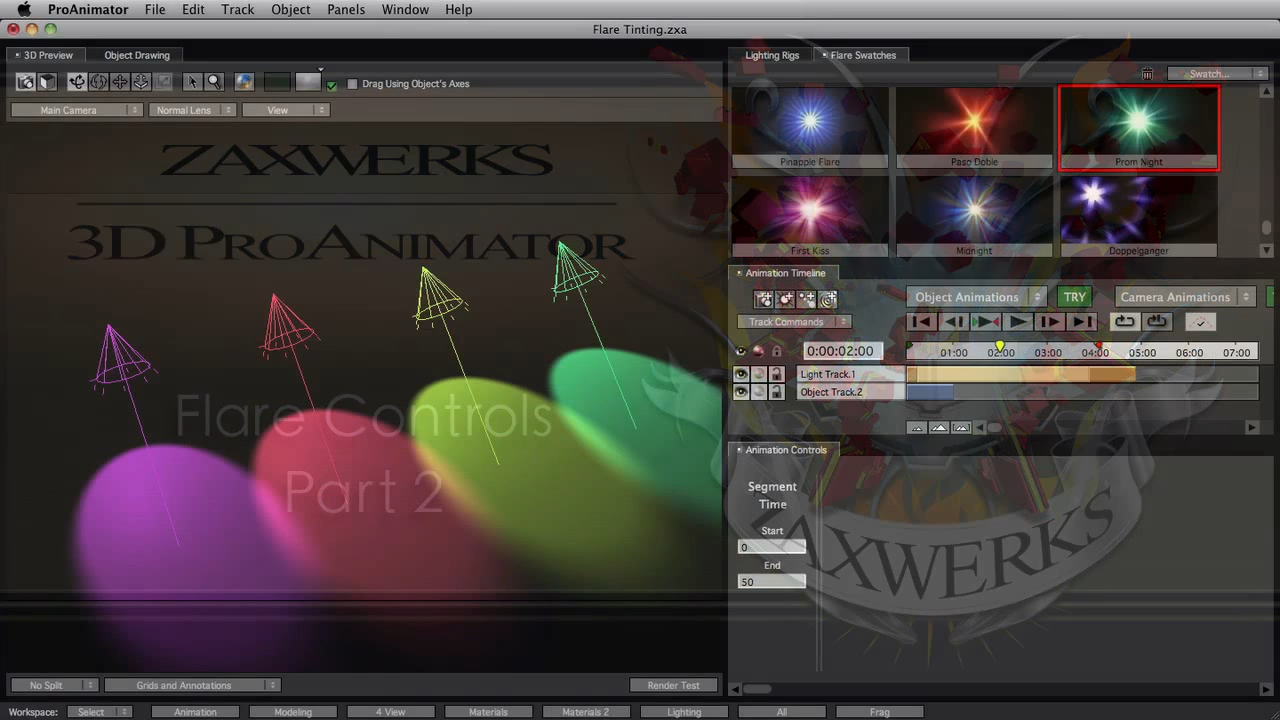 ProAnimator File Edit Track Object Panels Window Help
Flare Tinting.zxa
3D Preview Object Drawing
Drag Using Object's Axes
Main Camera Normal Lens View
ZAXWERKS
3D PROANIMATOR
Flare Controls
Part 2
No Split Grids and Annotations Render Test
Lighting Rigs Flare Swatches
Swatch...
Pinapple Flare Paso Doble Prom Night
First Kiss Midnight Doppelganger
Animation Timeline
Object Animations TRY Camera Animations
Track Commands
0:00:02:00 01:00 02:00 03:00 04:00 05:00 06:00 07:00
Light Track.1
Object Track.2
Animation Controls
Segment
Time
Start
0
End
50
ZAXWERKS
Workspace: Select Animation Modeling 4 View Materials Materials 2 Lighting All Frag